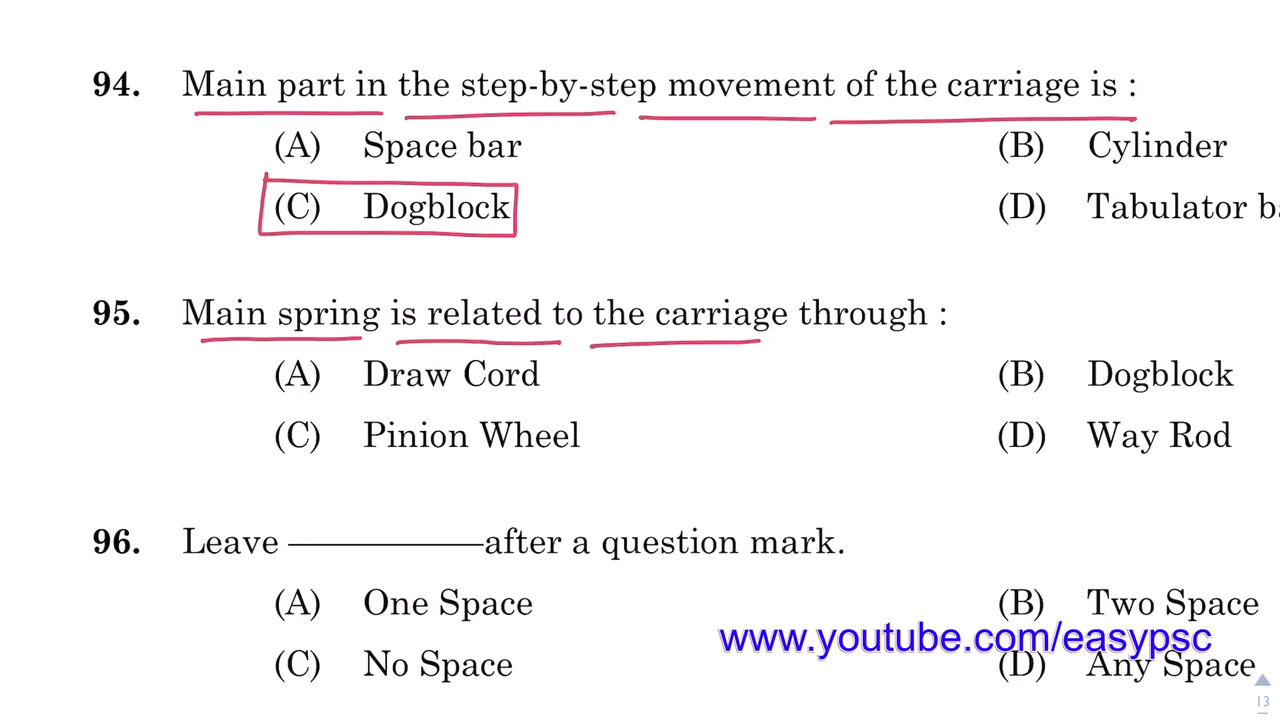 94. Main part in the step-by-step movement of the carriage is :
(A) Space bar (B) Cylinder
(C) Dogblock (D) Tabulator ba
95. Main spring is related to the carriage through :
(A) Draw Cord (B) Dogblock
(C) Pinion Wheel (D) Way Rod
96. Leave ——————after a question mark.
(A) One Space (B) Two Space
www.youtube.com/easypsc
(C) No Space (D) Any Space
13